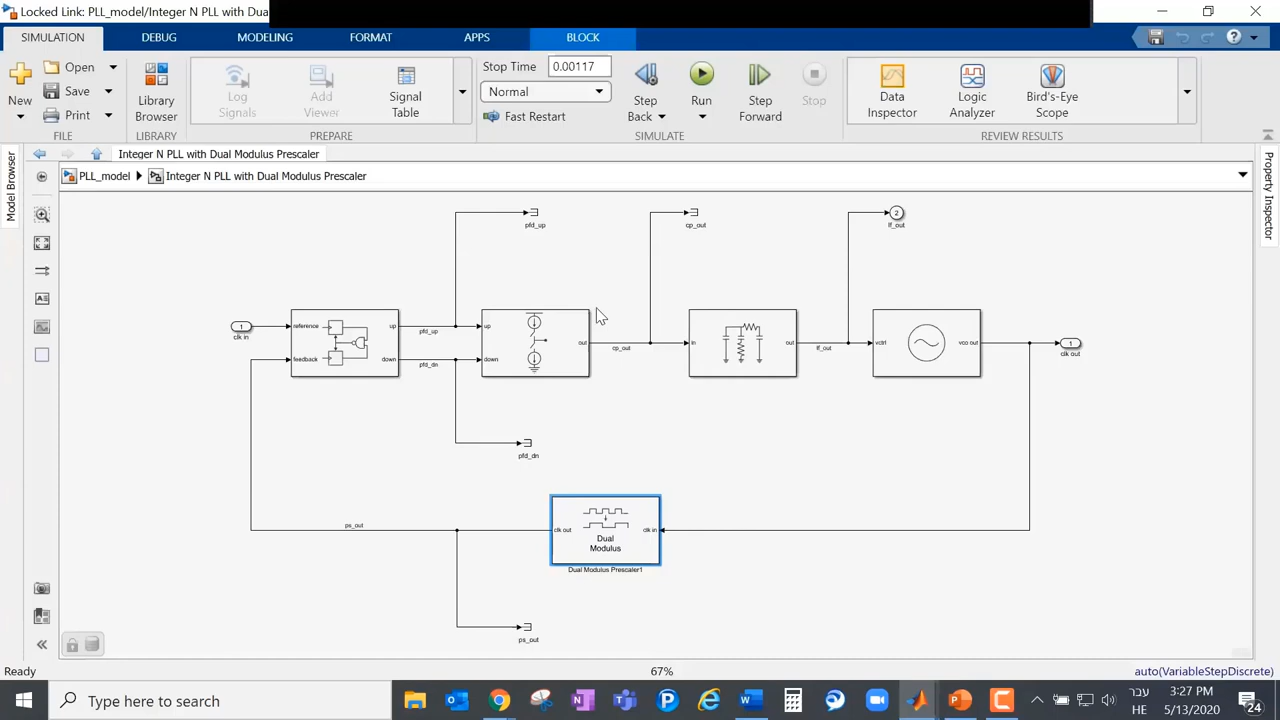 Locked Link: PLL_model/Integer N PLL with Dua
SIMULATION DEBUG MODELING FORMAT APPS BLOCK
New
Open
Save
Print
FILE
Library
Browser
LIBRARY
Log
Signals
Add
Viewer
Signal
Table
PREPARE
Stop Time 0.00117
Normal
Fast Restart
Step
Back
Run
Step
Forward
Stop
SIMULATE
Data
Inspector
Logic
Analyzer
Bird's-Eye
Scope
REVIEW RESULTS
Model Browser
Integer N PLL with Dual Modulus Prescaler
PLL_model Integer N PLL with Dual Modulus Prescaler
Property Inspector
pfd_up
cp_out
2
lf_out
1
clk in
reference
feedback
up
down
pfd_up
pfd_dn
up
down
out
cp_out
in
out
lf_out
vctrl
vco out
1
clk out
pfd_dn
ps_out
clk out
clk in
Dual
Modulus
Dual Modulus Prescaler1
ps_out
Ready 67% auto(VariableStepDiscrete)
Type here to search
עבר
HE
3:27 PM
5/13/2020
24